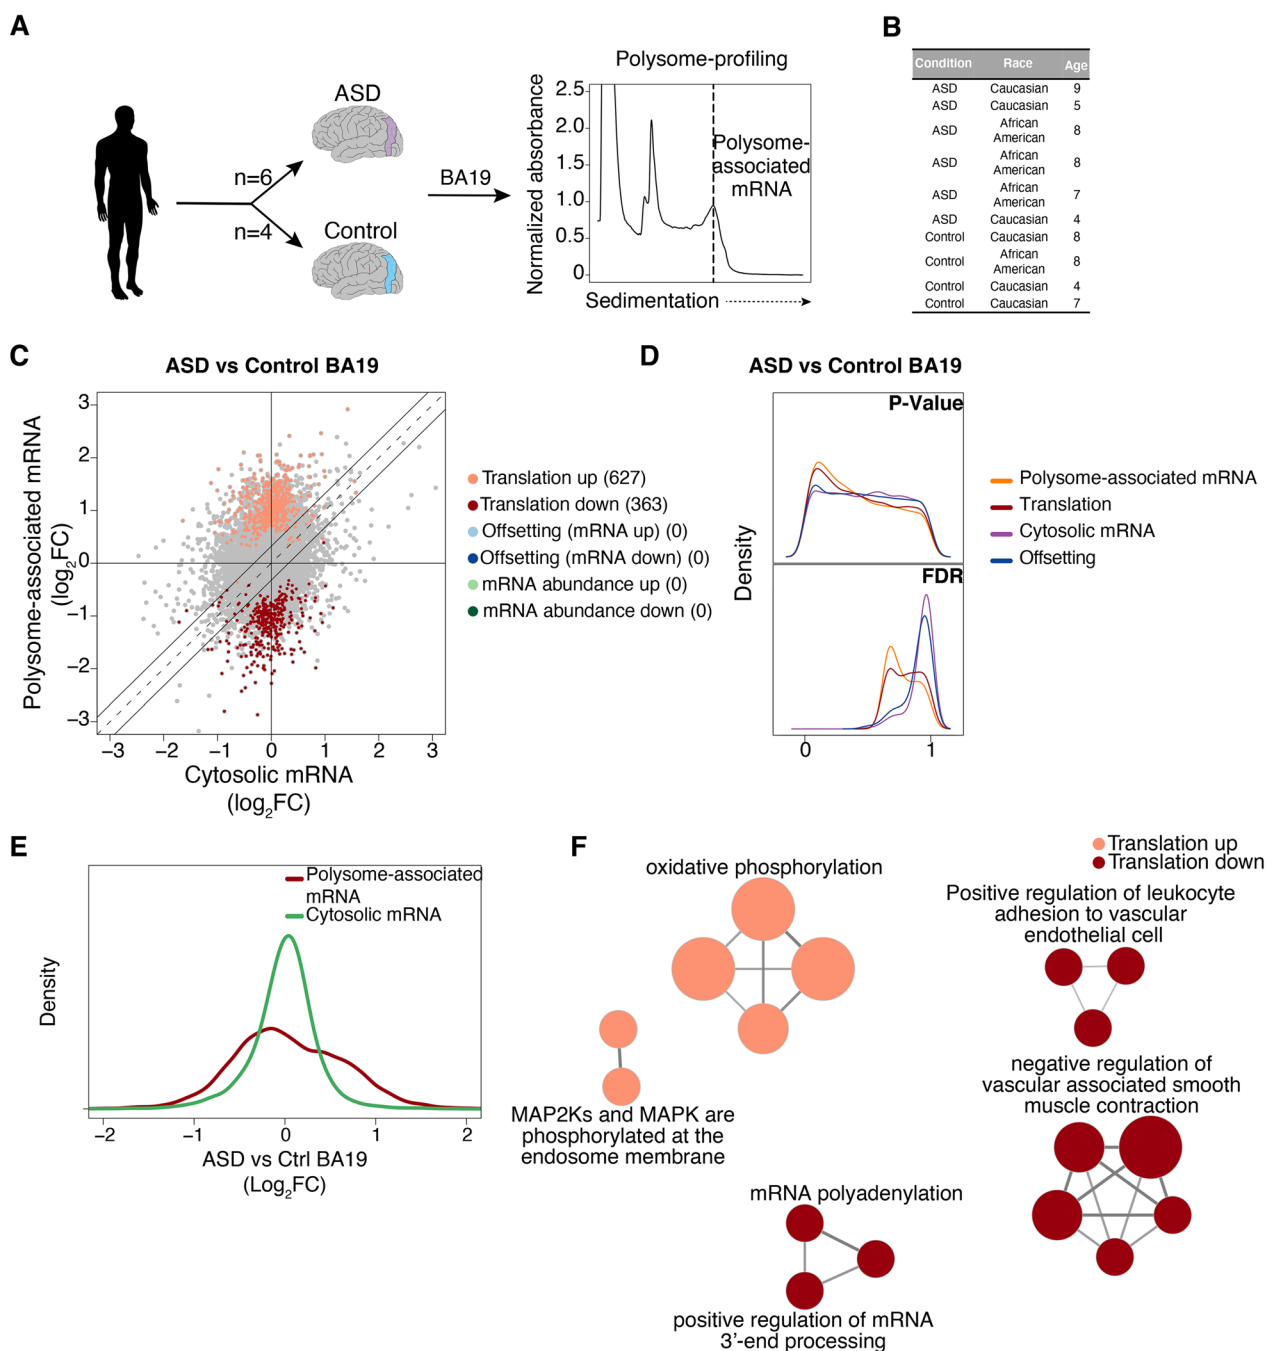 A
ASD
n=6
n=4
Control
BA19
Polysome-profiling
Normalized absorbance
2.5
2.0
1.5
1.0
0.5
0
Polysome-
associated
mRNA
Sedimentation
B
Condition Race Age
ASD Caucasian 9
ASD Caucasian 5
ASD African American 8
ASD African American 8
ASD African American 7
ASD Caucasian 4
Control Caucasian 8
Control African American 8
Control Caucasian 4
Control Caucasian 7
C
ASD vs Control BA19
Polysome-associated mRNA
(log2FC)
3
2
1
0
−1
−2
−3
−3 −2 −1 0 1 2 3
Cytosolic mRNA
(log2FC)
Translation up (627)
Translation down (363)
Offsetting (mRNA up) (0)
Offsetting (mRNA down) (0)
mRNA abundance up (0)
mRNA abundance down (0)
D
ASD vs Control BA19
P-Value
FDR
Density
0 1
Polysome-associated mRNA
Translation
Cytosolic mRNA
Offsetting
E
Polysome-associated
mRNA
Cytosolic mRNA
Density
−2 −1 0 1 2
ASD vs Ctrl BA19
(Log2FC)
F
Translation up
Translation down
oxidative phosphorylation
MAP2Ks and MAPK are
phosphorylated at the
endosome membrane
Positive regulation of leukocyte
adhesion to vascular
endothelial cell
negative regulation of
vascular associated smooth
muscle contraction
mRNA polyadenylation
positive regulation of mRNA
3’-end processing